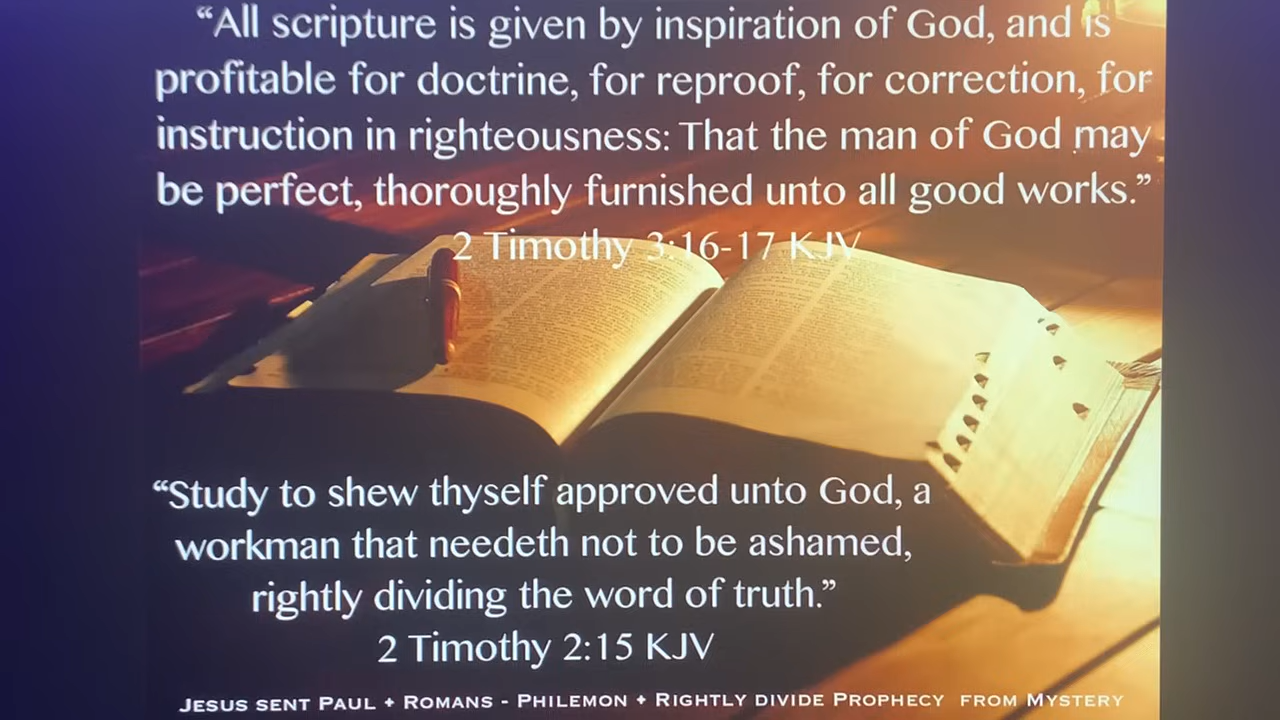 “All scripture is given by inspiration of God, and is
profitable for doctrine, for reproof, for correction, for
instruction in righteousness: That the man of God may
be perfect, thoroughly furnished unto all good works.”
2 Timothy 3:16-17 KJV
“Study to shew thyself approved unto God, a
workman that needeth not to be ashamed,
rightly dividing the word of truth.”
2 Timothy 2:15 KJV
Jesus sent Paul + Romans - Philemon + Rightly divide Prophecy from Mystery